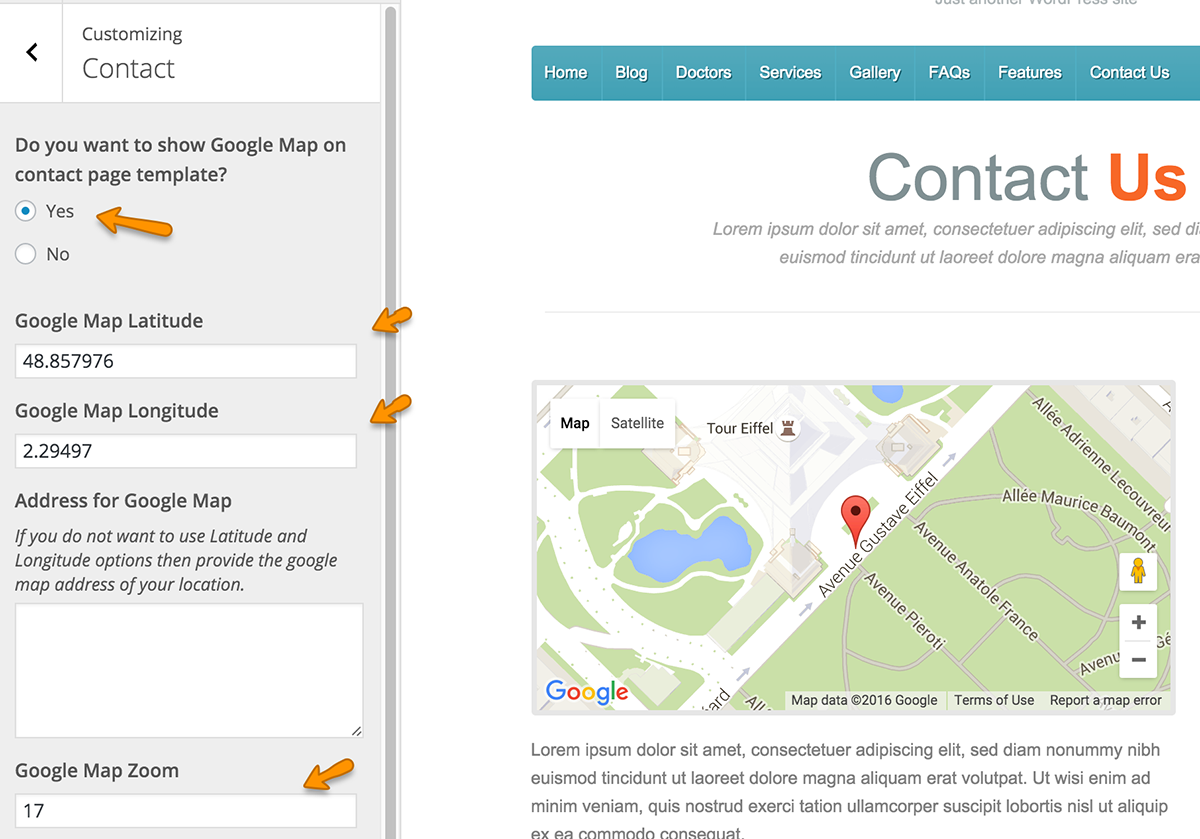 Customizing
Contact
Do you want to show Google Map on
contact page template?
Yes
No
Google Map Latitude
48.857976
Google Map Longitude
2.29497
Address for Google Map
If you do not want to use Latitude and
Longitude options then provide the google
map address of your location.
Google Map Zoom
17
Just another WordPress site
Home Blog Doctors Services Gallery FAQs Features Contact Us
Contact Us
Lorem ipsum dolor sit amet, consectetuer adipiscing elit, sed
euismod tincidunt ut laoreet dolore magna aliquam erat
Map Satellite
Tour Eiffel
Allée Adrienne Lecouvreur
Allée Maurice Baumont
Avenue Gustave Eiffel
Avenue Anatole France
Avenue Pieroti
Google
Map data ©2016 Google Terms of Use Report a map error
Lorem ipsum dolor sit amet, consectetuer adipiscing elit, sed diam nonummy nibh
euismod tincidunt ut laoreet dolore magna aliquam erat volutpat. Ut wisi enim ad
minim veniam, quis nostrud exerci tation ullamcorper suscipit lobortis nisl ut aliquip
ex ea commodo consequat.